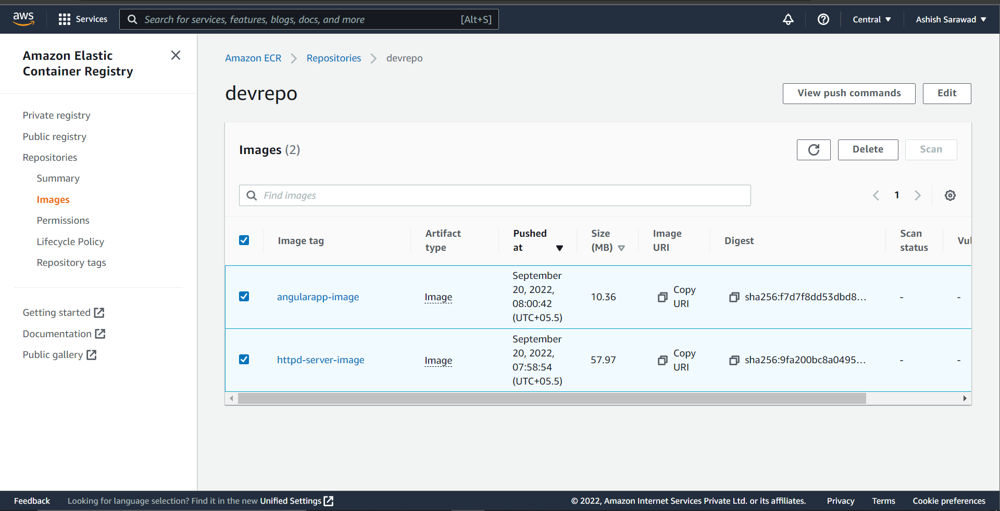 aws
Services
Search for services, features, blogs, docs, and more [Alt+S]
Central
Ashish Sarawad
Amazon Elastic
Container Registry
Private registry
Public registry
Repositories
Summary
Images
Permissions
Lifecycle Policy
Repository tags
Getting started
Documentation
Public gallery
Amazon ECR
Repositories
devrepo
devrepo
View push commands
Edit
Images (2)
Delete
Scan
Find images
1
Image tag
Artifact
type
Pushed
at
Size
(MB)
Image
URI
Digest
Scan
status
Vul
angularapp-image
Image
September
20, 2022,
08:00:42
(UTC+05.5)
10.36
Copy
URI
sha256:f7d7f8dd53dbd8...
-
-
httpd-server-image
Image
September
20, 2022,
07:58:54
(UTC+05.5)
57.97
Copy
URI
sha256:9fa200bc8a0495...
-
-
Feedback
Looking for language selection? Find it in the new Unified Settings
© 2022, Amazon Internet Services Private Ltd. or its affiliates.
Privacy
Terms
Cookie preferences